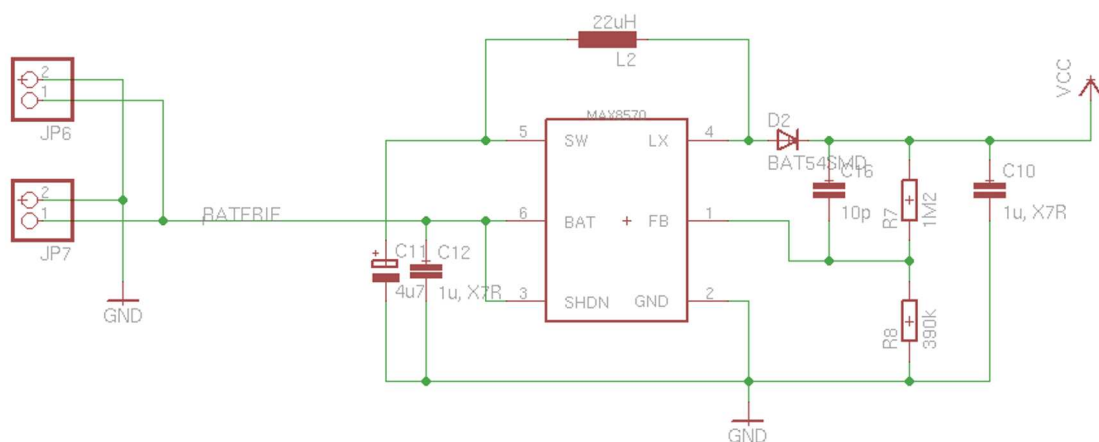 22uH
L2
2
1
JP6
VCC
MAX8570
5
SW
LX
4
D2
BAT54SMD
C16
10p
R7
1M2
C10
1u, X7R
2
1
JP7
BATERIE
6
BAT
FB
1
C11
4u7
C12
1u, X7R
3
SHDN
GND
2
R8
390k
GND
GND